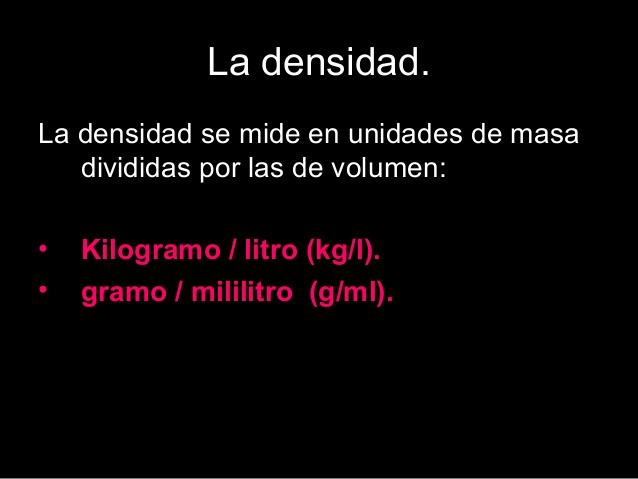 La densidad.
La densidad se mide en unidades de masa
divididas por las de volumen:
• Kilogramo / litro (kg/l).
• gramo / mililitro (g/ml).